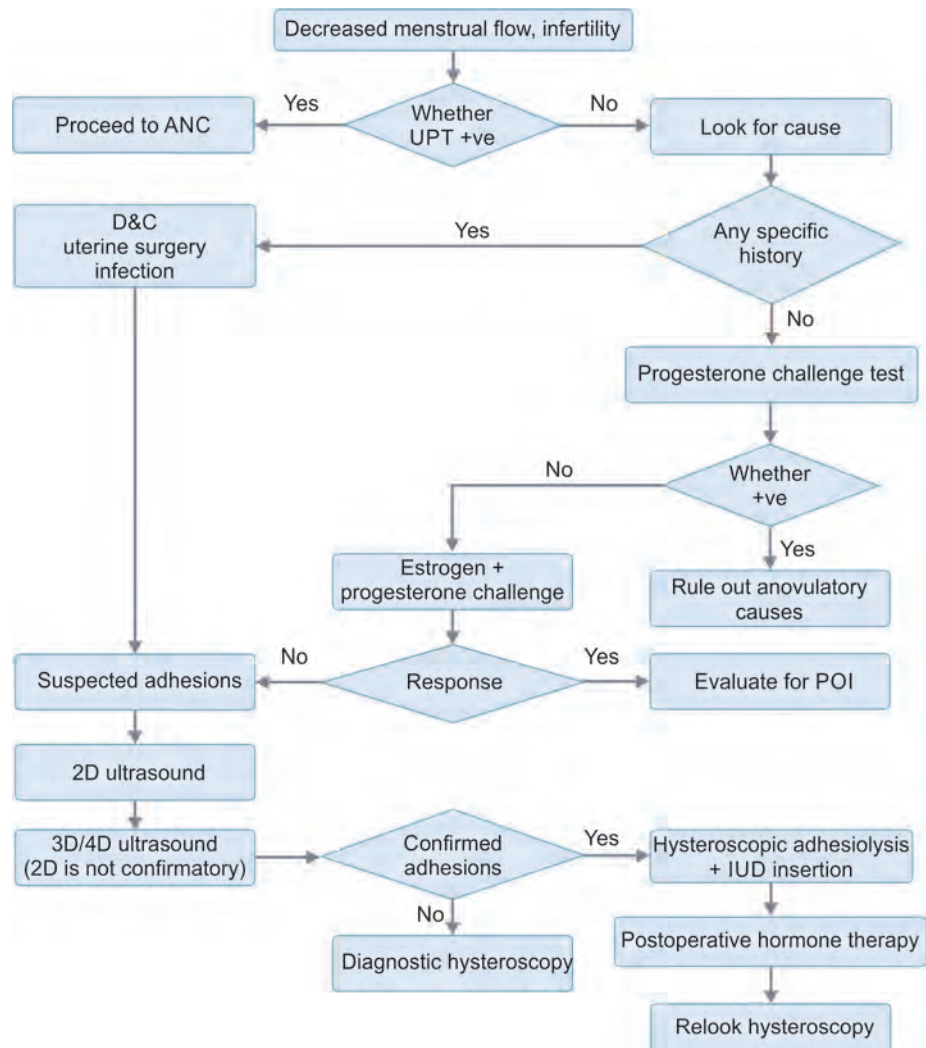 Decreased menstrual flow, infertility
Yes
Whether
UPT +ve
No
Proceed to ANC
Look for cause
D&C
uterine surgery
infection
Yes
Any specific
history
No
Progesterone challenge test
No
Whether
+ve
Yes
Estrogen +
progesterone challenge
Rule out anovulatory
causes
Suspected adhesions
No
Response
Yes
Evaluate for POI
2D ultrasound
3D/4D ultrasound
(2D is not confirmatory)
Confirmed
adhesions
Yes
Hysteroscopic adhesiolysis
+ IUD insertion
No
Postoperative hormone therapy
Diagnostic hysteroscopy
Relook hysteroscopy